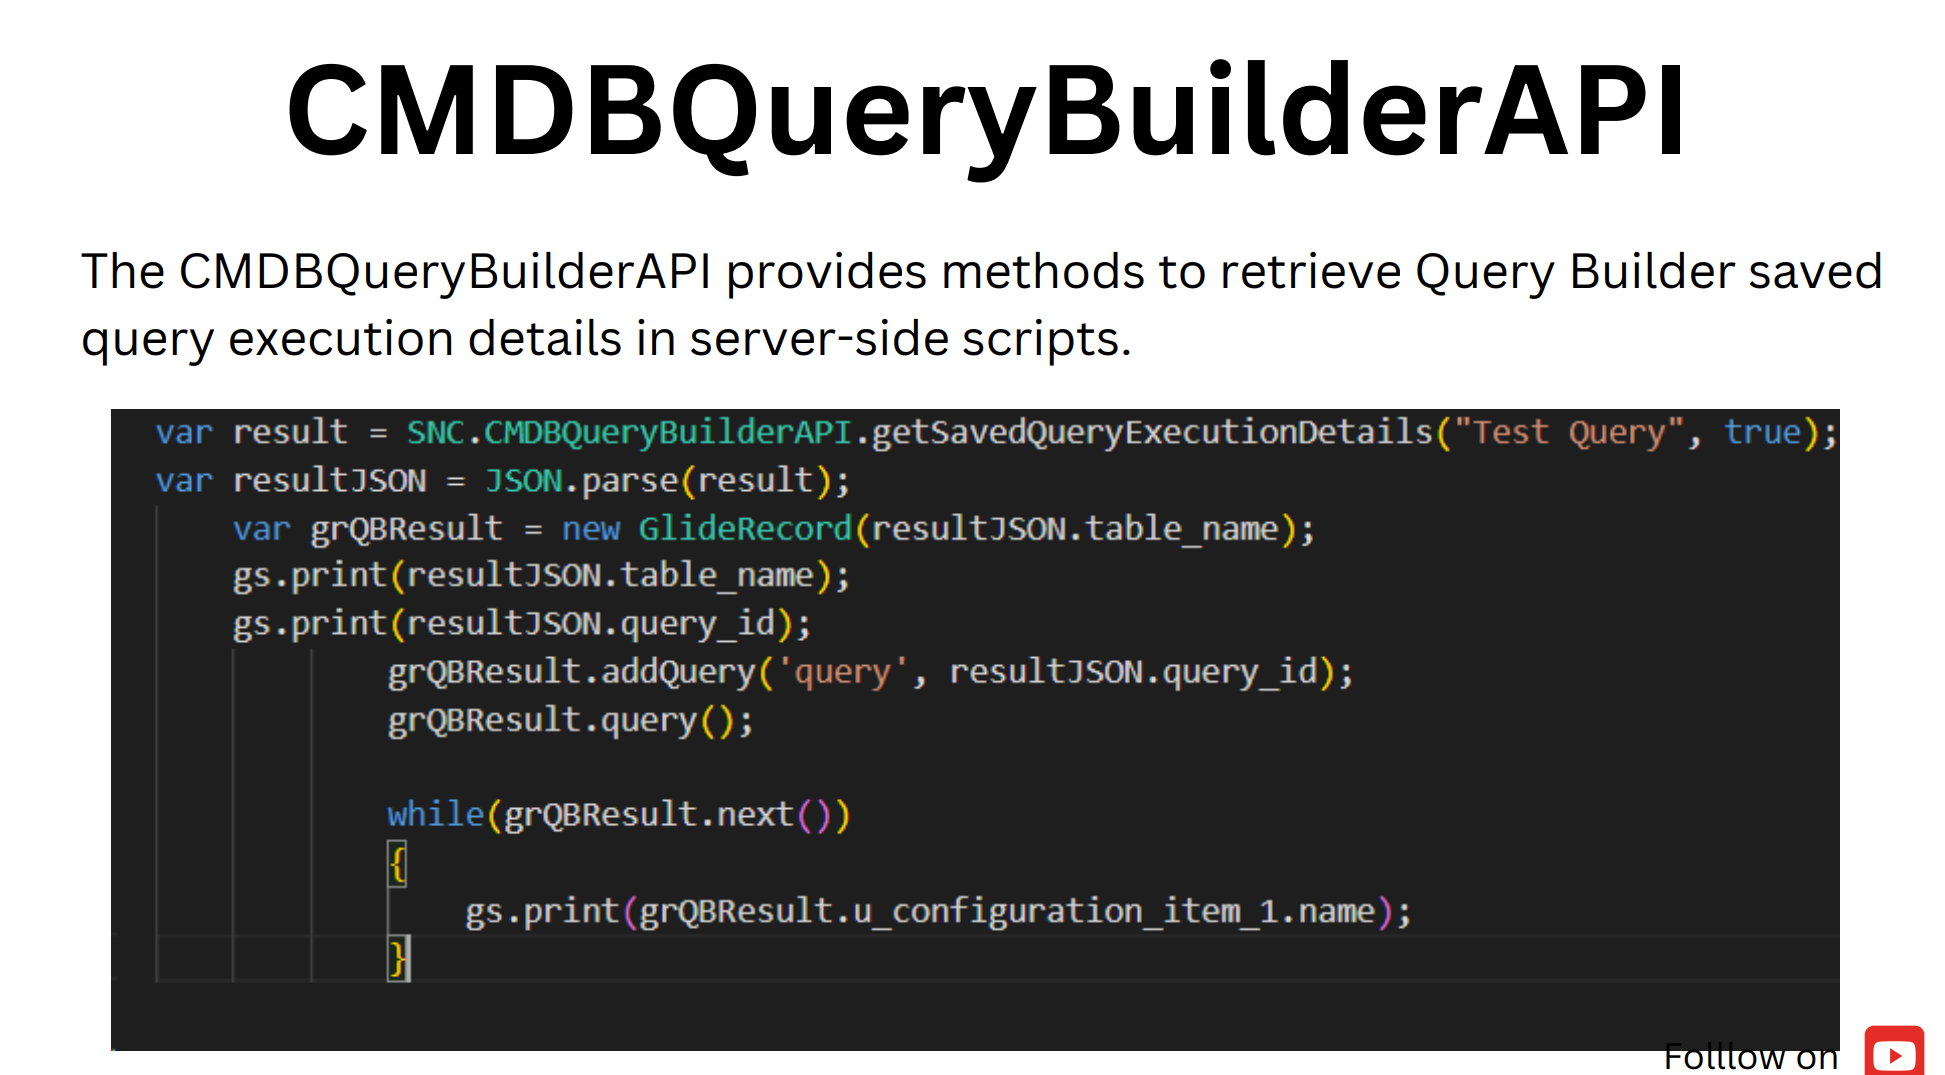 CMDBQueryBuilderAPI
The CMDBQueryBuilderAPI provides methods to retrieve Query Builder saved
query execution details in server-side scripts.
var result = SNC.CMDBQueryBuilderAPI.getSavedQueryExecutionDetails("Test Query", true);
var resultJSON = JSON.parse(result);
var grQBResult = new GlideRecord(resultJSON.table_name);
gs.print(resultJSON.table_name);
gs.print(resultJSON.query_id);
grQBResult.addQuery('query', resultJSON.query_id);
grQBResult.query();
while(grQBResult.next())
{
gs.print(grQBResult.u_configuration_item_1.name);
}
Folllow on